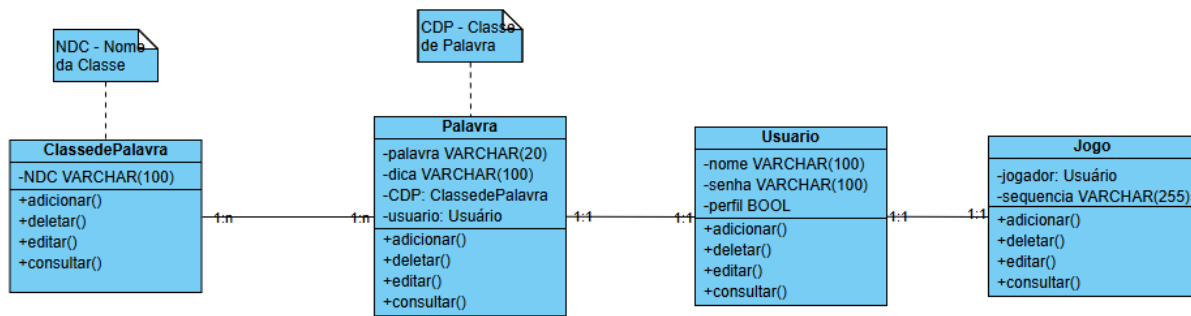 NDC - Nome
da Classe
CDP - Classe
de Palavra
ClassedePalavra
-NDC VARCHAR(100)
+adicionar()
+deletar()
+editar()
+consultar()
1:n
1:n
Palavra
-palavra VARCHAR(20)
-dica VARCHAR(100)
-CDP: ClassedePalavra
-usuario: Usuário
+adicionar()
+deletar()
+editar()
+consultar()
1:1
1:1
Usuario
-nome VARCHAR(100)
-senha VARCHAR(100)
-perfil BOOL
+adicionar()
+deletar()
+editar()
+consultar()
1:1
1:1
Jogo
-jogador: Usuário
-sequencia VARCHAR(255)
+adicionar()
+deletar()
+editar()
+consultar()